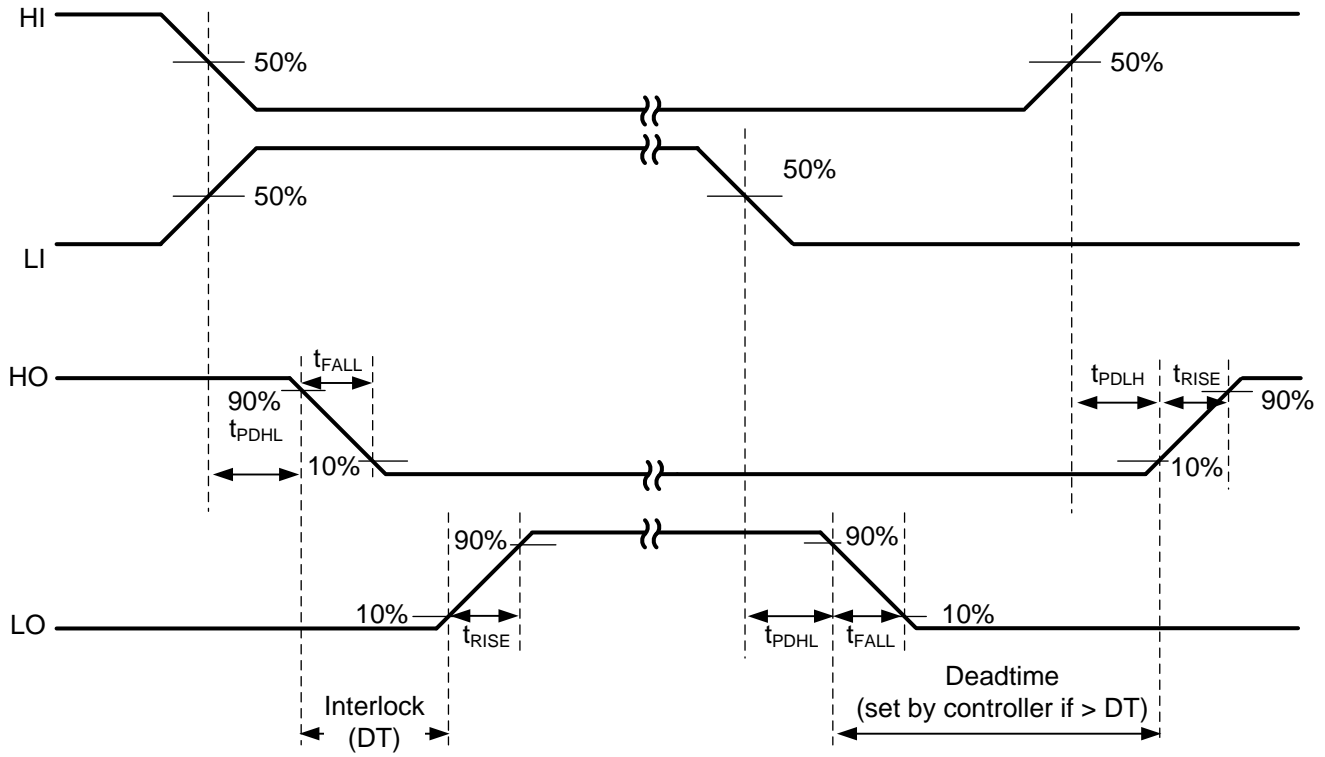 HI
50%
50%
50%
50%
LI
HO
tFALL
90%
tPDHL
10%
tPDLH
tRISE
90%
10%
90%
10%
tRISE
LO
90%
tPDHL
tFALL
10%
Interlock
(DT)
Deadtime
(set by controller if > DT)